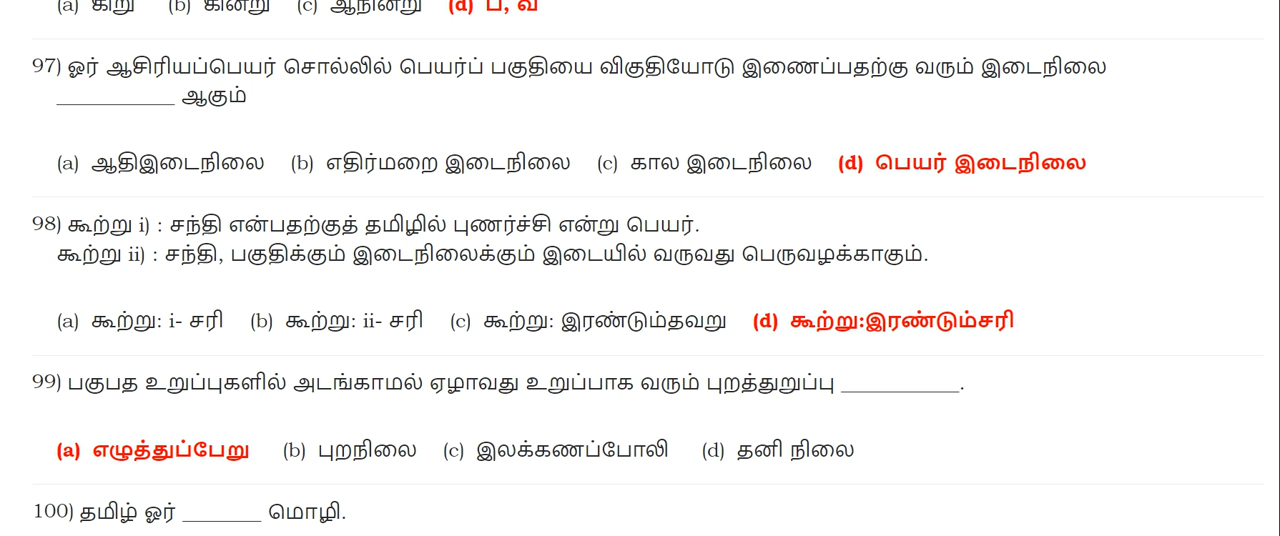 (a) கிறு (b) கின்று (c) ஆநின்று (d) ப், வ்
97) ஓர் ஆசிரியப்பெயர் சொல்லில் பெயர்ப் பகுதியை விகுதியோடு இணைப்பதற்கு வரும் இடைநிலை
___________ ஆகும்
(a) ஆதிஇடைநிலை (b) எதிர்மறை இடைநிலை (c) கால இடைநிலை (d) பெயர் இடைநிலை
98) கூற்று i) : சந்தி என்பதற்குத் தமிழில் புணர்ச்சி என்று பெயர்.
கூற்று ii) : சந்தி, பகுதிக்கும் இடைநிலைக்கும் இடையில் வருவது பெருவழக்காகும்.
(a) கூற்று: i- சரி (b) கூற்று: ii- சரி (c) கூற்று: இரண்டும்தவறு (d) கூற்று:இரண்டும்சரி
99) பகுபத உறுப்புகளில் அடங்காமல் ஏழாவது உறுப்பாக வரும் புறத்துறுப்பு ___________.
(a) எழுத்துப்பேறு (b) புறநிலை (c) இலக்கணப்போலி (d) தனி நிலை
100) தமிழ் ஓர் _______ மொழி.